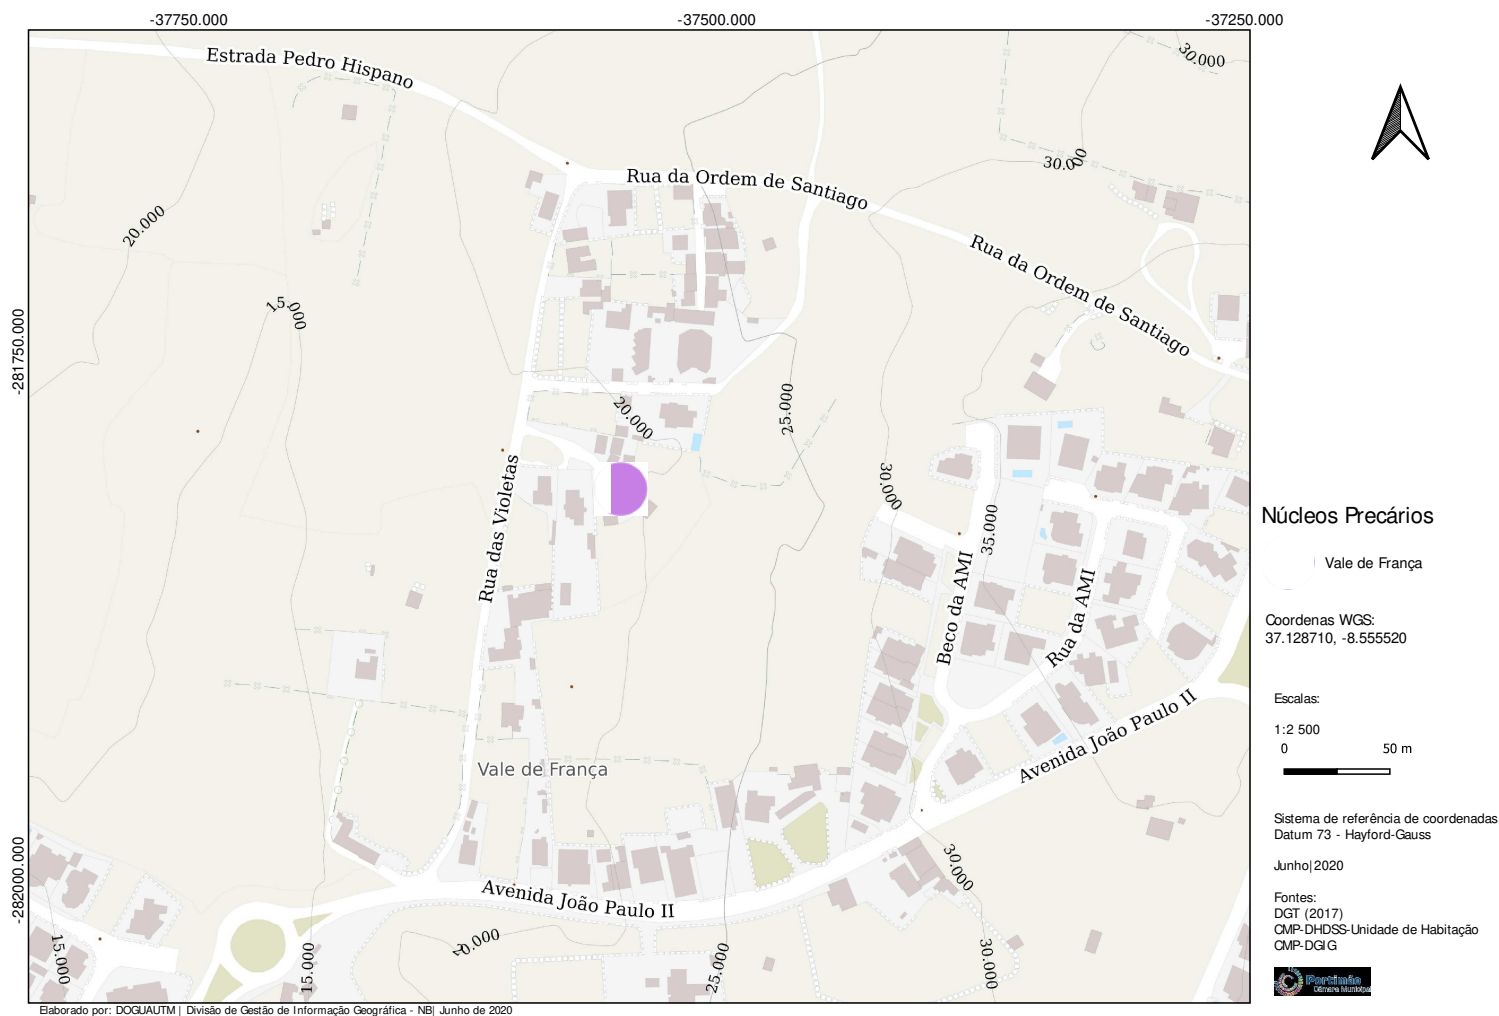 -37750.000
-37500.000
-37250.000
Estrada Pedro Hispano
30.000
30.000
Rua da Ordem de Santiago
20.000
Rua da Ordem de Santiago
15.000
-281750.000
20.000
25.000
Rua das Violetas
30.000
35.000
Beco da AMI
Rua da AMI
Avenida João Paulo II
Vale de França
-282000.000
30.000
Avenida João Paulo II
15.000
15.000
20.000
25.000
30.000
Núcleos Precários
Vale de França
Coordenas WGS:
37.128710, -8.555520
Escalas:
1:2 500
0 50 m
Sistema de referência de coordenadas
Datum 73 - Hayford-Gauss
Junho|2020
Fontes:
DGT (2017)
CMP-DHDSS-Unidade de Habitação
CMP-DGIG
Portimão
Câmara Municipal
Elaborado por: DOGUAUTM | Divisão de Gestão de Informação Geográfica - NB| Junho de 2020